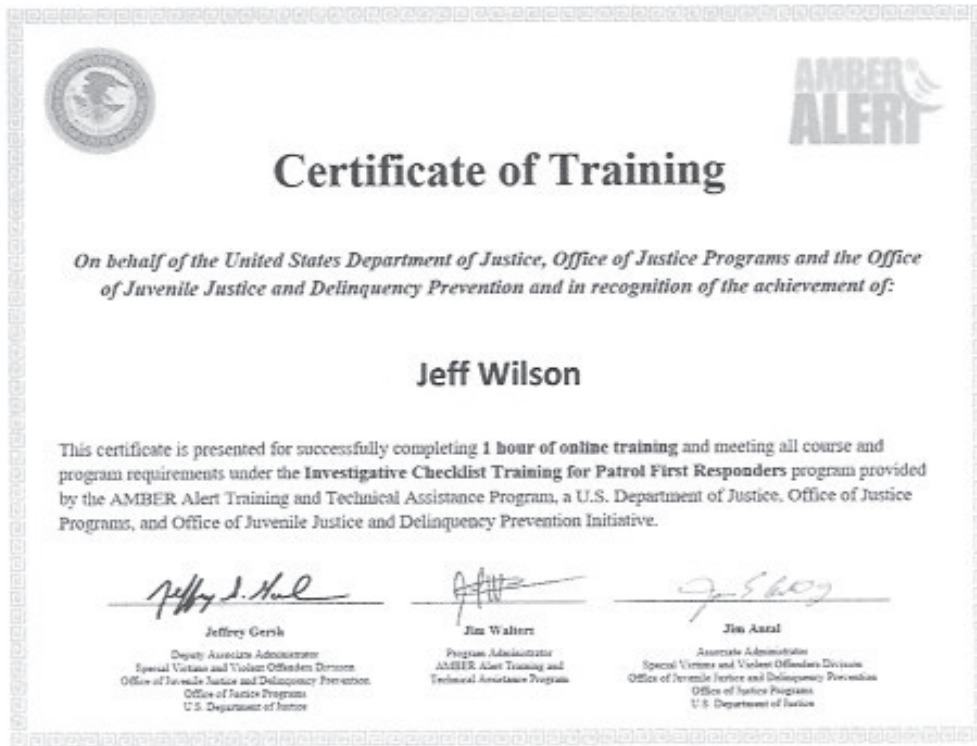 AMBER
ALERT
Certificate of Training
On behalf of the United States Department of Justice, Office of Justice Programs and the Office
of Juvenile Justice and Delinquency Prevention and in recognition of the achievement of:
Jeff Wilson
This certificate is presented for successfully completing 1 hour of online training and meeting all course and
program requirements under the Investigative Checklist Training for Patrol First Responders program provided
by the AMBER Alert Training and Technical Assistance Program, a U.S. Department of Justice, Office of Justice
Programs, and Office of Juvenile Justice and Delinquency Prevention Initiative.
Jeffrey Gersh
Deputy Associate Administrator
Special Victims and Violent Offenders Division
Office of Juvenile Justice and Delinquency Prevention
Office of Justice Programs
U.S. Department of Justice
Jim Walters
Program Administrator
AMBER Alert Training and
Technical Assistance Program
Jim Antal
Associate Administrator
Special Victims and Violent Offenders Division
Office of Juvenile Justice and Delinquency Prevention
Office of Justice Programs
U.S. Department of Justice